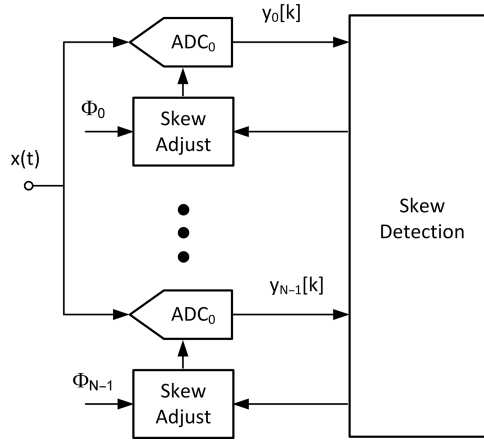 ADC₀
y₀[k]
Φ₀
Skew
Adjust
x(t)
Skew
Detection
ADC₀
y_N−1[k]
Φ_N−1
Skew
Adjust